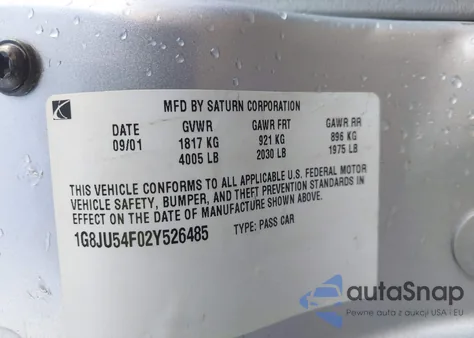 MFD BY SATURN CORPORATION
DATE GVWR GAWR FRT GAWR RR
09/01 1817 KG 921 KG 896 KG
4005 LB 2030 LB 1975 LB
THIS VEHICLE CONFORMS TO ALL APPLICABLE U.S. FEDERAL MOTOR
VEHICLE SAFETY, BUMPER, AND THEFT PREVENTION STANDARDS IN
EFFECT ON THE DATE OF MANUFACTURE SHOWN ABOVE.
1G8JU54F02Y526485 TYPE: PASS CAR
autoSnap
Pewne auta z USA i EU